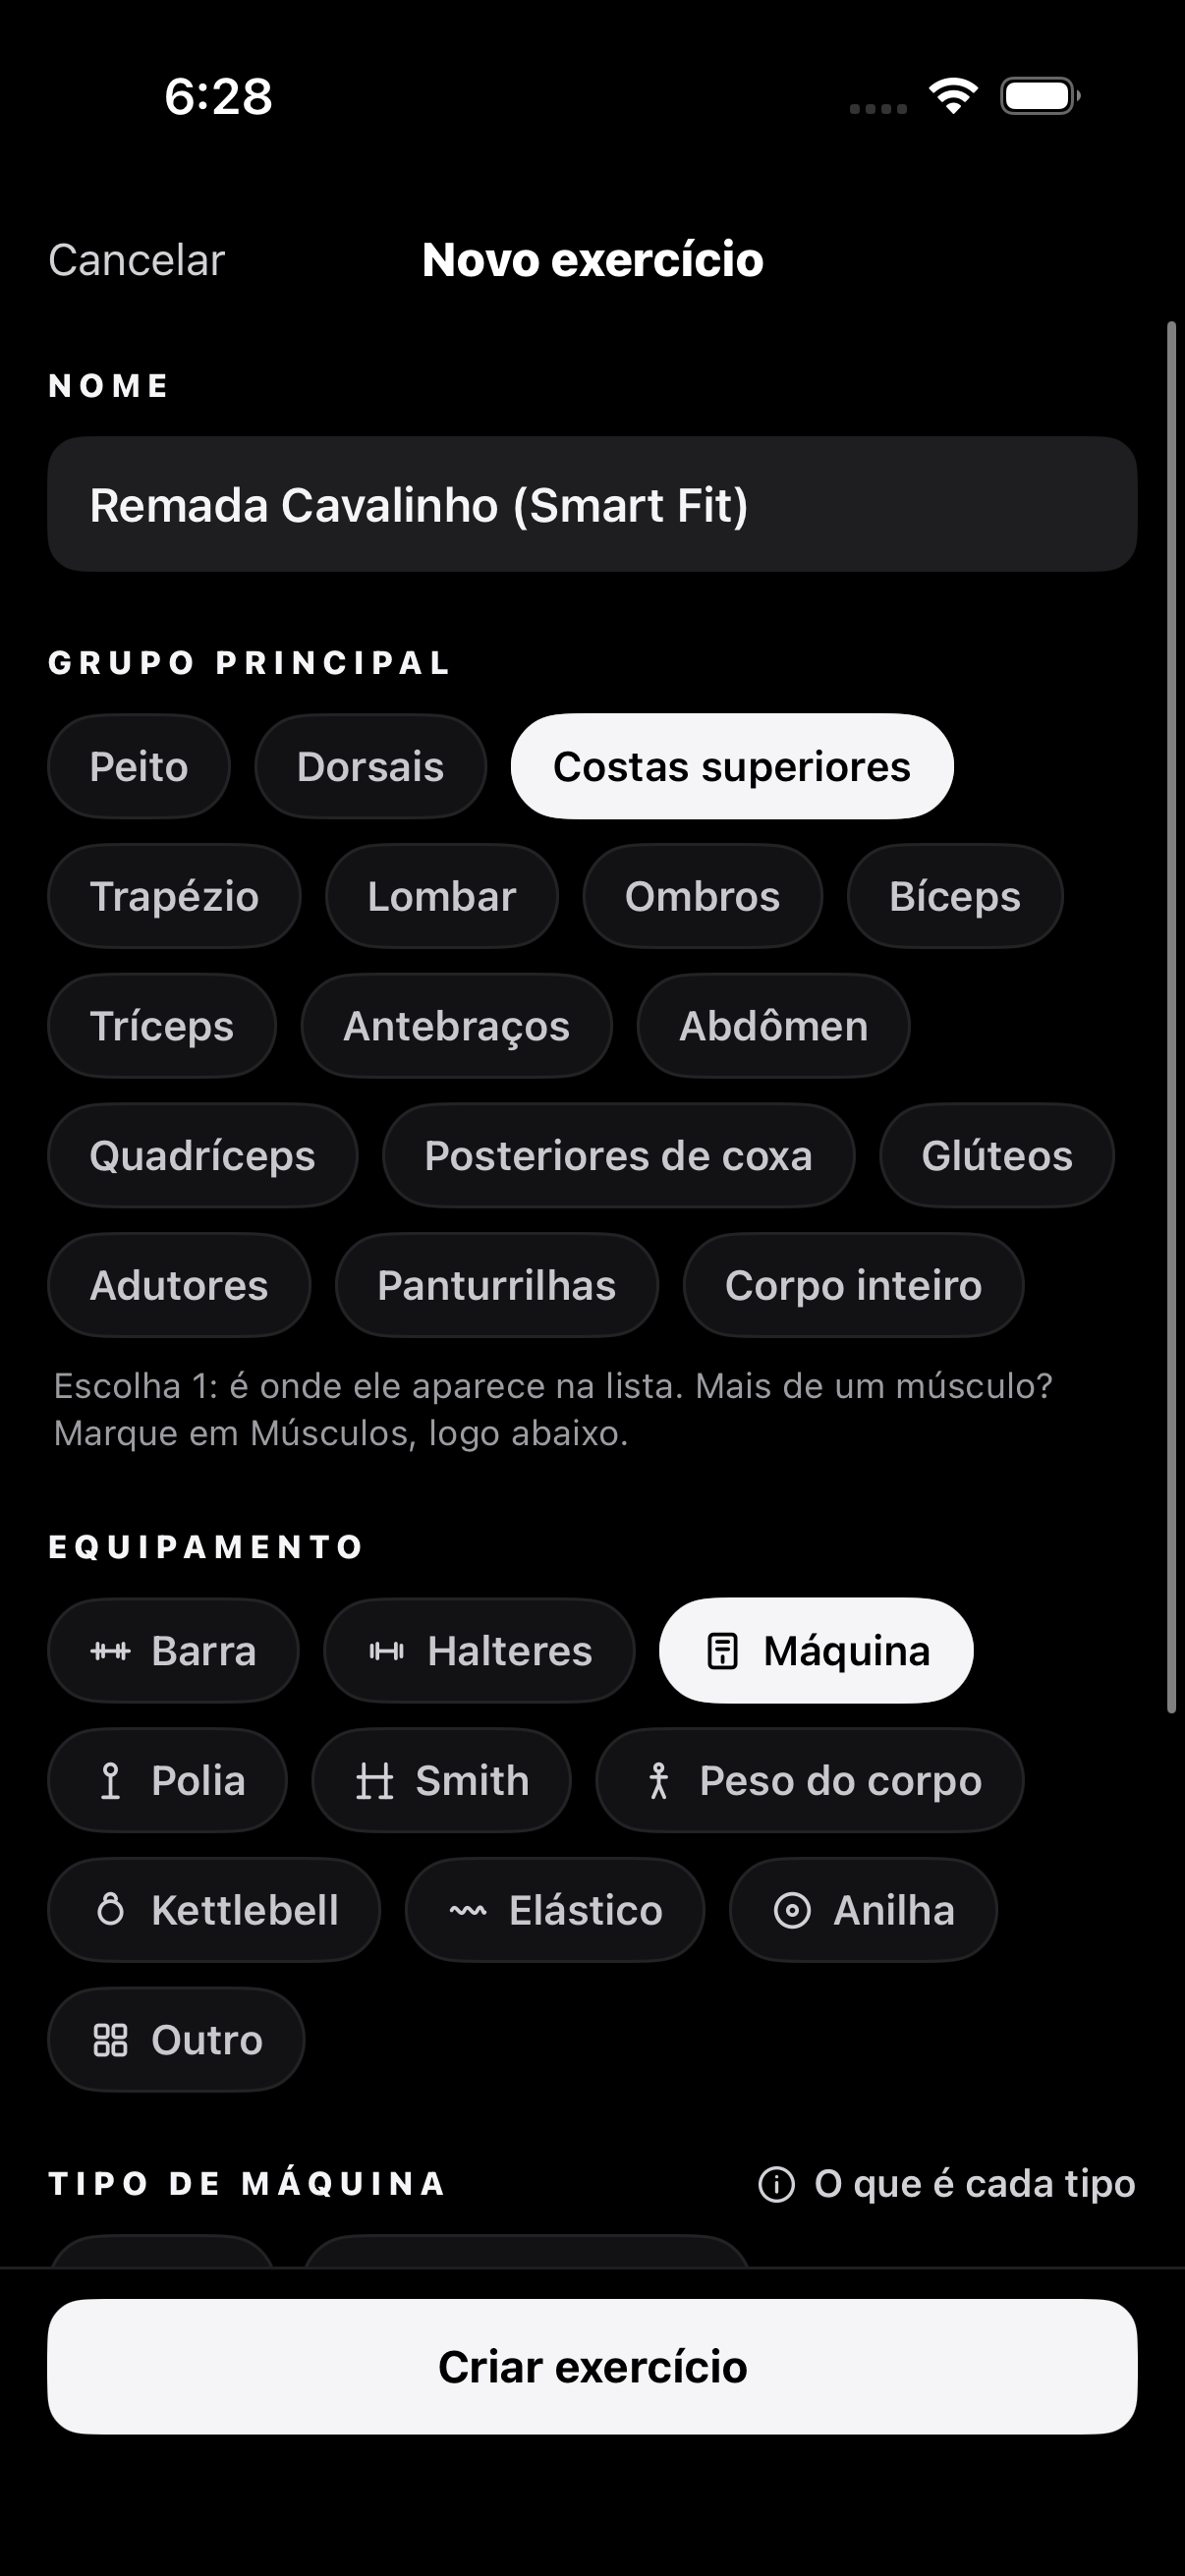 6:28
Cancelar
Novo exercício
NOME
Remada Cavalinho (Smart Fit)
GRUPO PRINCIPAL
Peito
Dorsais
Costas superiores
Trapézio
Lombar
Ombros
Bíceps
Tríceps
Antebraços
Abdômen
Quadríceps
Posteriores de coxa
Glúteos
Adutores
Panturrilhas
Corpo inteiro
Escolha 1: é onde ele aparece na lista. Mais de um músculo?
Marque em Músculos, logo abaixo.
EQUIPAMENTO
Barra
Halteres
Máquina
Polia
Smith
Peso do corpo
Kettlebell
Elástico
Anilha
Outro
TIPO DE MÁQUINA
O que é cada tipo
Criar exercício